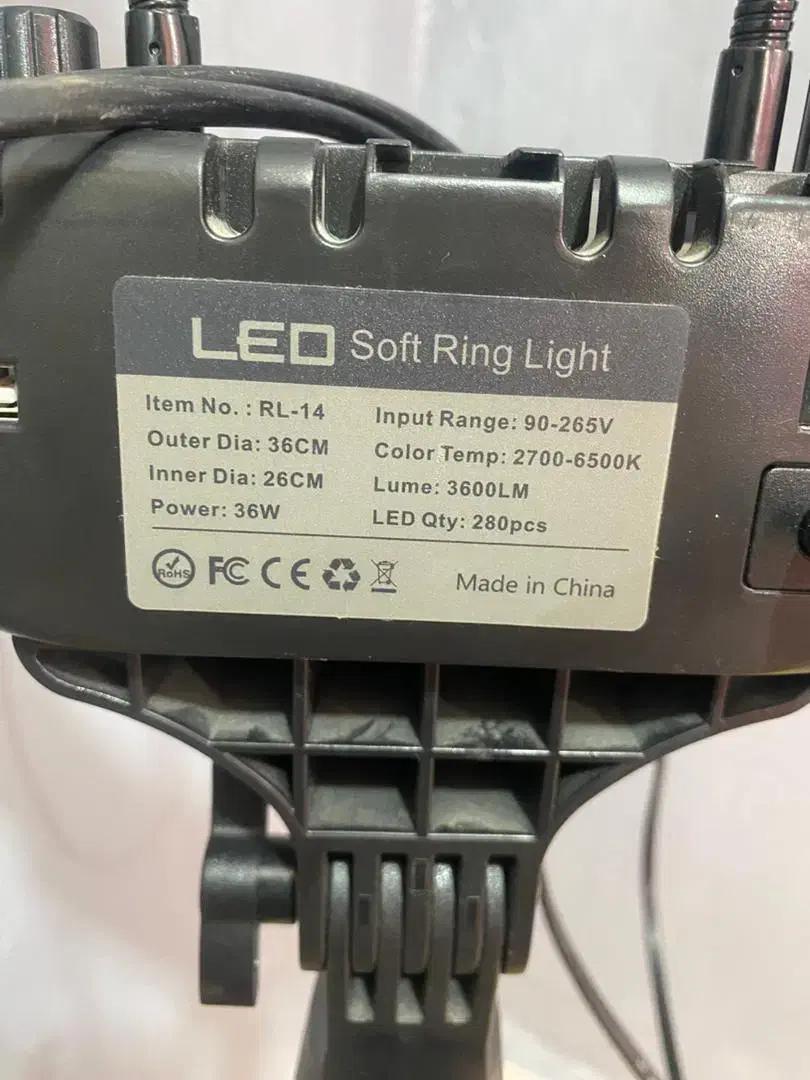 LED Soft Ring Light
Item No. : RL-14
Outer Dia: 36CM
Inner Dia: 26CM
Power: 36W
Input Range: 90-265V
Color Temp: 2700-6500K
Lume: 3600LM
LED Qty: 280pcs
RoHS FC CE
Made in China